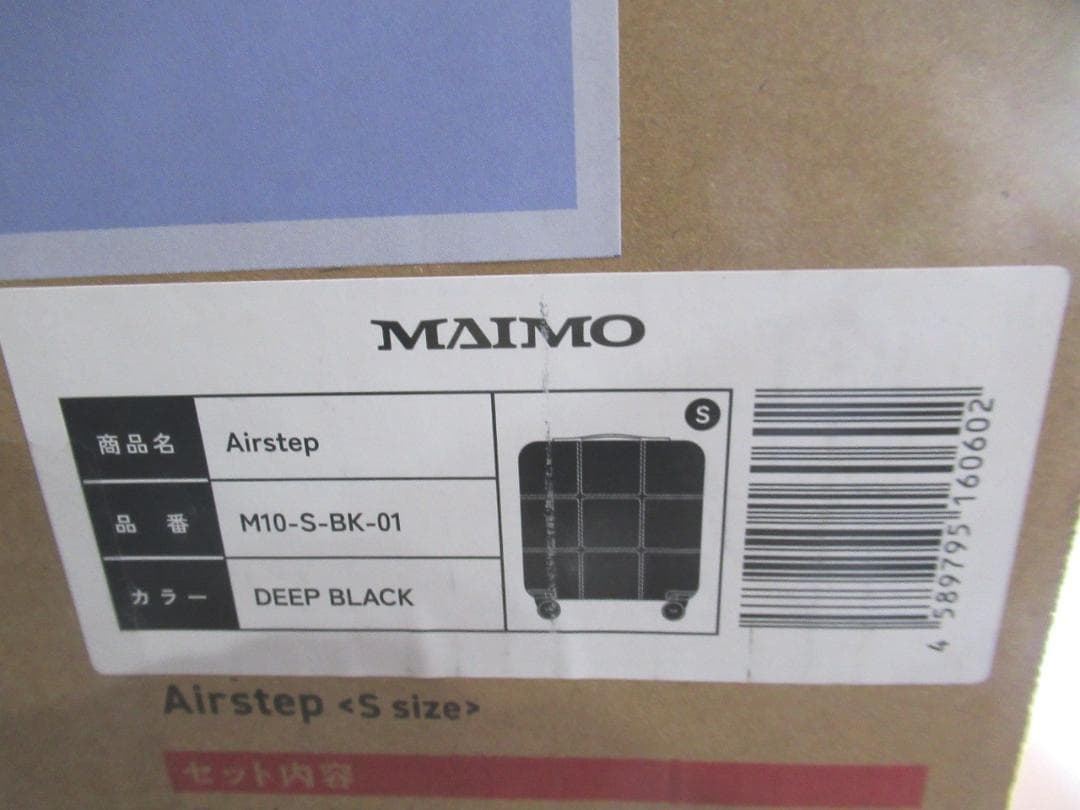 MAIMO
商品名 Airstep
品番 M10-S-BK-01
カラー DEEP BLACK
S
4 589795 160602
Airstep <S size>
セット内容